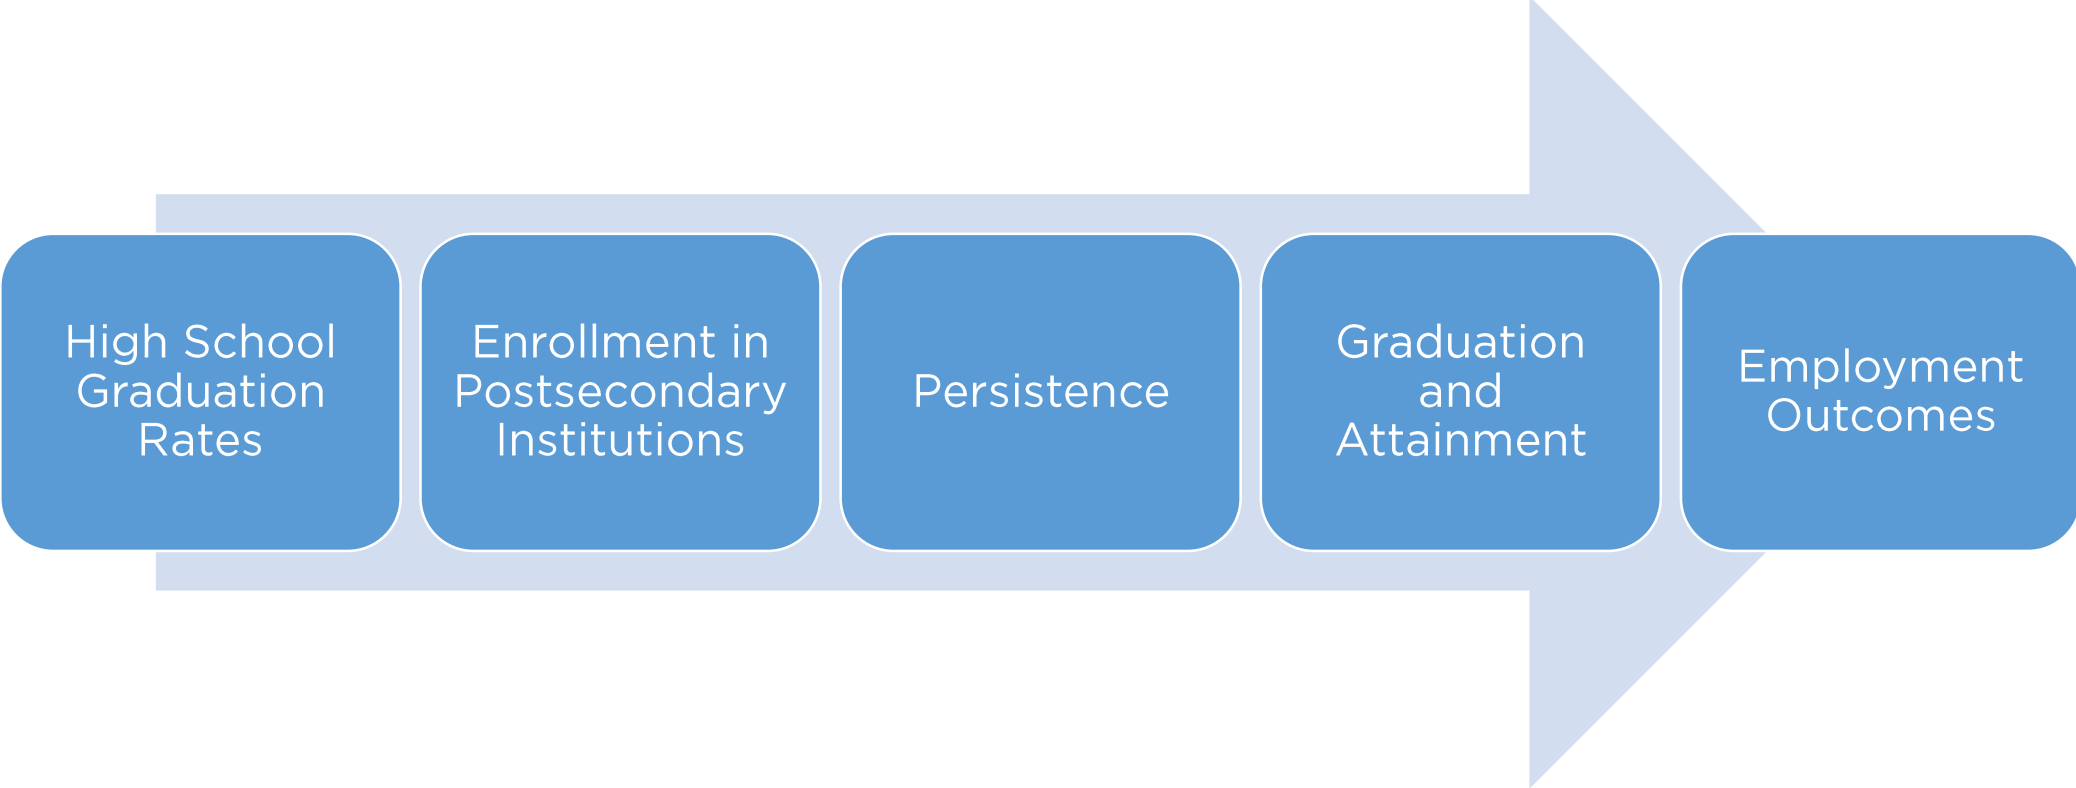 High School
Graduation
Rates
Enrollment in
Postsecondary
Institutions
Persistence
Graduation
and
Attainment
Employment
Outcomes